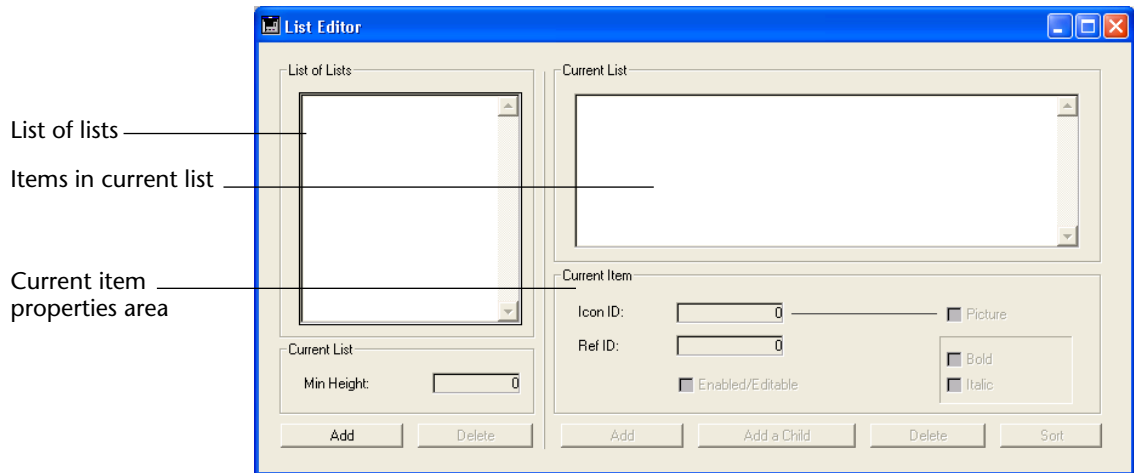 List Editor
List of Lists
Current List
List of lists
Items in current list
Current item
properties area
Current Item
Icon ID: 0 Picture
Ref ID: 0
Bold
Enabled/Editable Italic
Current List
Min Height: 0
Add Delete Add Add a Child Delete Sort